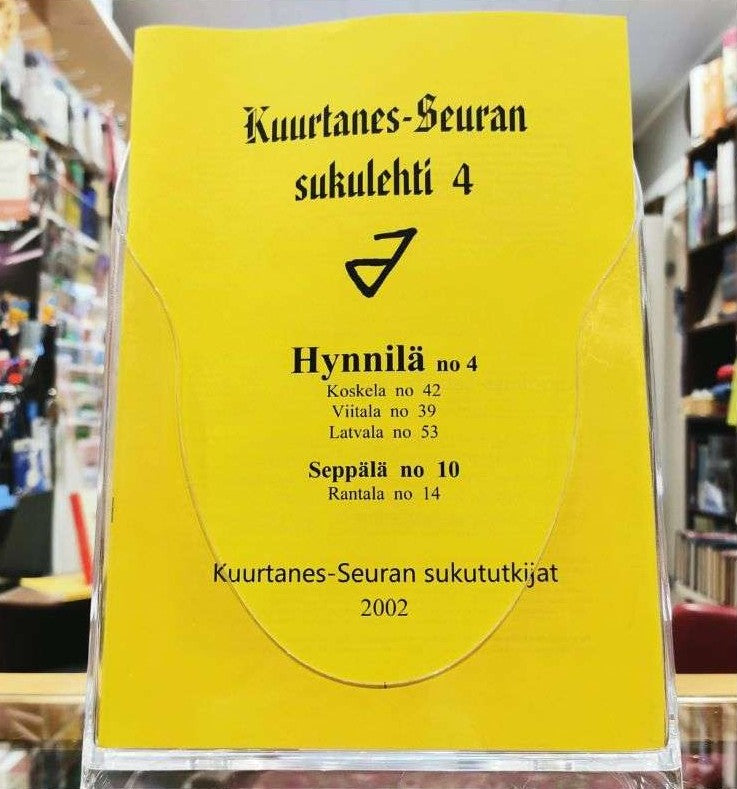 Kuurtanes-Seuran
sukulehti 4
Hynnilä no 4
Koskela no 42
Viitala no 39
Latvala no 53
Seppälä no 10
Rantala no 14
Kuurtanes-Seuran sukututkijat
2002